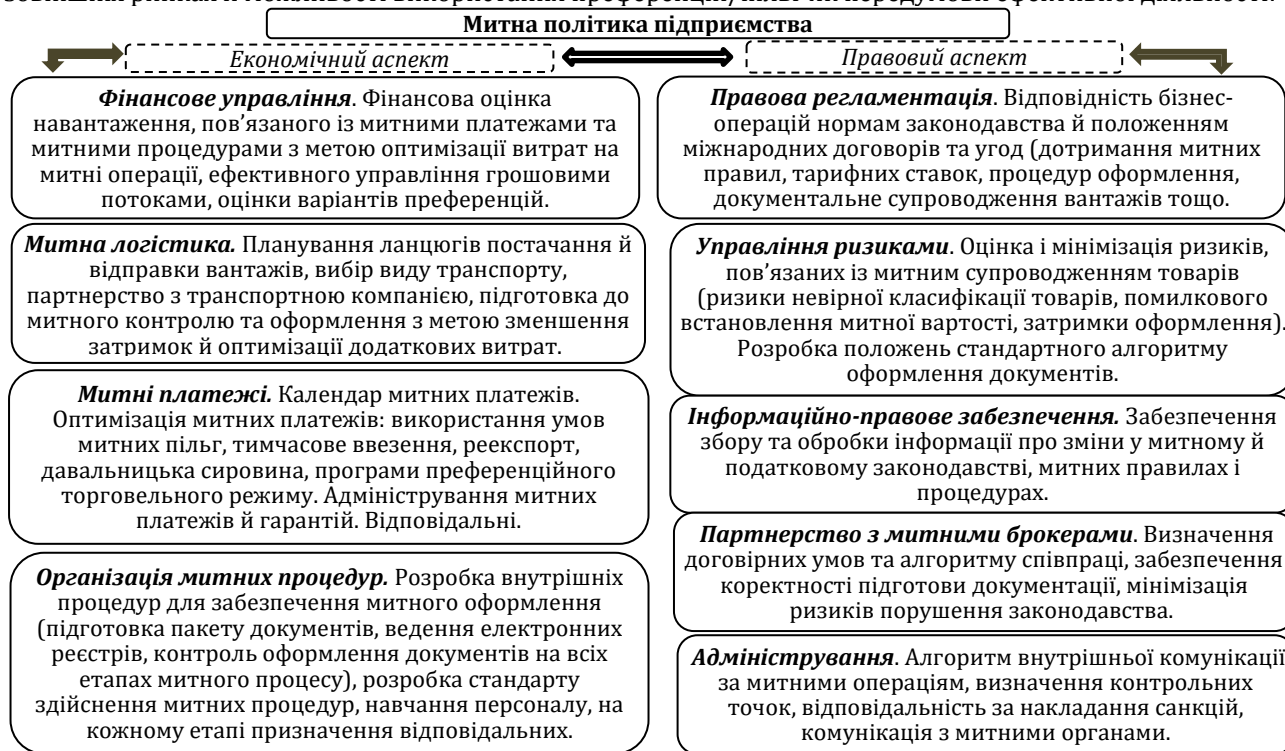 Митна політика підприємства
Економічний аспект
Правовий аспект
Фінансове управління. Фінансова оцінка
навантаження, пов’язаного із митними платежами та
митними процедурами з метою оптимізації витрат на
митні операції, ефективного управління грошовими
потоками, оцінки варіантів преференцій.
Митна логістика. Планування ланцюгів постачання й
відправки вантажів, вибір виду транспорту,
партнерство з транспортною компанією, підготовка до
митного контролю та оформлення з метою зменшення
затримок й оптимізації додаткових витрат.
Митні платежі. Календар митних платежів.
Оптимізація митних платежів: використання умов
митних пільг, тимчасове ввезення, реекспорт,
давальницька сировина, програми преференційного
торговельного режиму. Адміністрування митних
платежів й гарантій. Відповідальні.
Організація митних процедур. Розробка внутрішніх
процедур для забезпечення митного оформлення
(підготовка пакету документів, ведення електронних
реєстрів, контроль оформлення документів на всіх
етапах митного процесу), розробка стандарту
здійснення митних процедур, навчання персоналу, на
кожному етапі призначення відповідальних.
Правова регламентація. Відповідність бізнес-
операцій нормам законодавства й положенням
міжнародних договорів та угод (дотримання митних
правил, тарифних ставок, процедур оформлення,
документальне супроводження вантажів тощо.
Управління ризиками. Оцінка і мінімізація ризиків,
пов’язаних із митним супроводженням товарів
(ризики невірної класифікації товарів, помилкового
встановлення митної вартості, затримки оформлення).
Розробка положень стандартного алгоритму
оформлення документів.
Інформаційно-правове забезпечення. Забезпечення
збору та обробки інформації про зміни у митному й
податковому законодавстві, митних правилах і
процедурах.
Партнерство з митними брокерами. Визначення
договірних умов та алгоритму співпраці, забезпечення
коректності підготови документації, мінімізація
ризиків порушення законодавства.
Адміністрування. Алгоритм внутрішньої комунікації
за митними операціям, визначення контрольних
точок, відповідальність за накладання санкцій,
комунікація з митними органами.